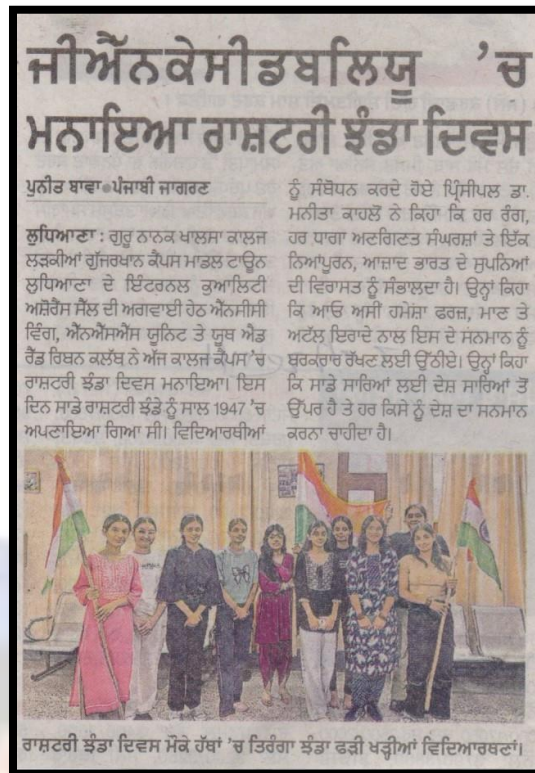 ਜੀਐੱਨਕੇਸੀਡਬਲਿਯੂ ’ਚ
ਮਨਾਇਆ ਰਾਸ਼ਟਰੀ ਝੰਡਾ ਦਿਵਸ
ਪੁਨੀਤ ਬਾਵਾ•ਪੰਜਾਬੀ ਜਾਗਰਣ
ਲੁਧਿਆਣਾ : ਗੁਰੂ ਨਾਨਕ ਖਾਲਸਾ ਕਾਲਜ
ਲੜਕੀਆਂ ਗੁੱਜਰਖਾਨ ਕੈਂਪਸ ਮਾਡਲ ਟਾਊਨ
ਲੁਧਿਆਣਾ ਦੇ ਇੰਟਰਨਲ ਕੁਆਲਿਟੀ
ਅਸ਼ੋਰੈਂਸ ਸੈੱਲ ਦੀ ਅਗਵਾਈ ਹੇਠ ਐੱਨਸੀਸੀ
ਵਿੰਗ, ਐੱਨਐੱਸਐੱਸ ਯੂਨਿਟ ਤੇ ਯੂਥ ਐਡ
ਰੈੱਡ ਰਿਬਨ ਕਲੱਬ ਨੇ ਅੱਜ ਕਾਲਜ ਕੈਂਪਸ ’ਚ
ਰਾਸ਼ਟਰੀ ਝੰਡਾ ਦਿਵਸ ਮਨਾਇਆ। ਇਸ
ਦਿਨ ਸਾਡੇ ਰਾਸ਼ਟਰੀ ਝੰਡੇ ਨੂੰ ਸਾਲ 1947 ’ਚ
ਅਪਣਾਇਆ ਗਿਆ ਸੀ। ਵਿਦਿਆਰਥੀਆਂ
ਨੂੰ ਸੰਬੋਧਨ ਕਰਦੇ ਹੋਏ ਪ੍ਰਿੰਸੀਪਲ ਡਾ.
ਮਨੀਤਾ ਕਾਹਲੋਂ ਨੇ ਕਿਹਾ ਕਿ ਹਰ ਰੰਗ,
ਹਰ ਧਾਗਾ ਅਣਗਿਣਤ ਸੰਘਰਸ਼ਾਂ ਤੇ ਇੱਕ
ਨਿਆਂਪੂਰਨ, ਆਜ਼ਾਦ ਭਾਰਤ ਦੇ ਸੁਪਨਿਆਂ
ਦੀ ਵਿਰਾਸਤ ਨੂੰ ਸੰਭਾਲਦਾ ਹੈ। ਉਨ੍ਹਾਂ ਕਿਹਾ
ਕਿ ਆਓ ਅਸੀਂ ਹਮੇਸ਼ਾ ਫਰਜ਼, ਮਾਣ ਤੇ
ਅਟੱਲ ਇਰਾਦੇ ਨਾਲ ਇਸ ਦੇ ਸਨਮਾਨ ਨੂੰ
ਬਰਕਰਾਰ ਰੱਖਣ ਲਈ ਉੱਠੀਏ। ਉਨ੍ਹਾਂ ਕਿਹਾ
ਕਿ ਸਾਡੇ ਸਾਰਿਆਂ ਲਈ ਦੇਸ਼ ਸਾਰਿਆਂ ਤੋਂ
ਉੱਪਰ ਹੈ ਤੇ ਹਰ ਕਿਸੇ ਨੂੰ ਦੇਸ਼ ਦਾ ਸਨਮਾਨ
ਕਰਨਾ ਚਾਹੀਦਾ ਹੈ।
ਰਾਸ਼ਟਰੀ ਝੰਡਾ ਦਿਵਸ ਮੌਕੇ ਹੱਥਾਂ ’ਚ ਤਿਰੰਗਾ ਝੰਡਾ ਫੜੀ ਖੜ੍ਹੀਆਂ ਵਿਦਿਆਰਥਣਾਂ।